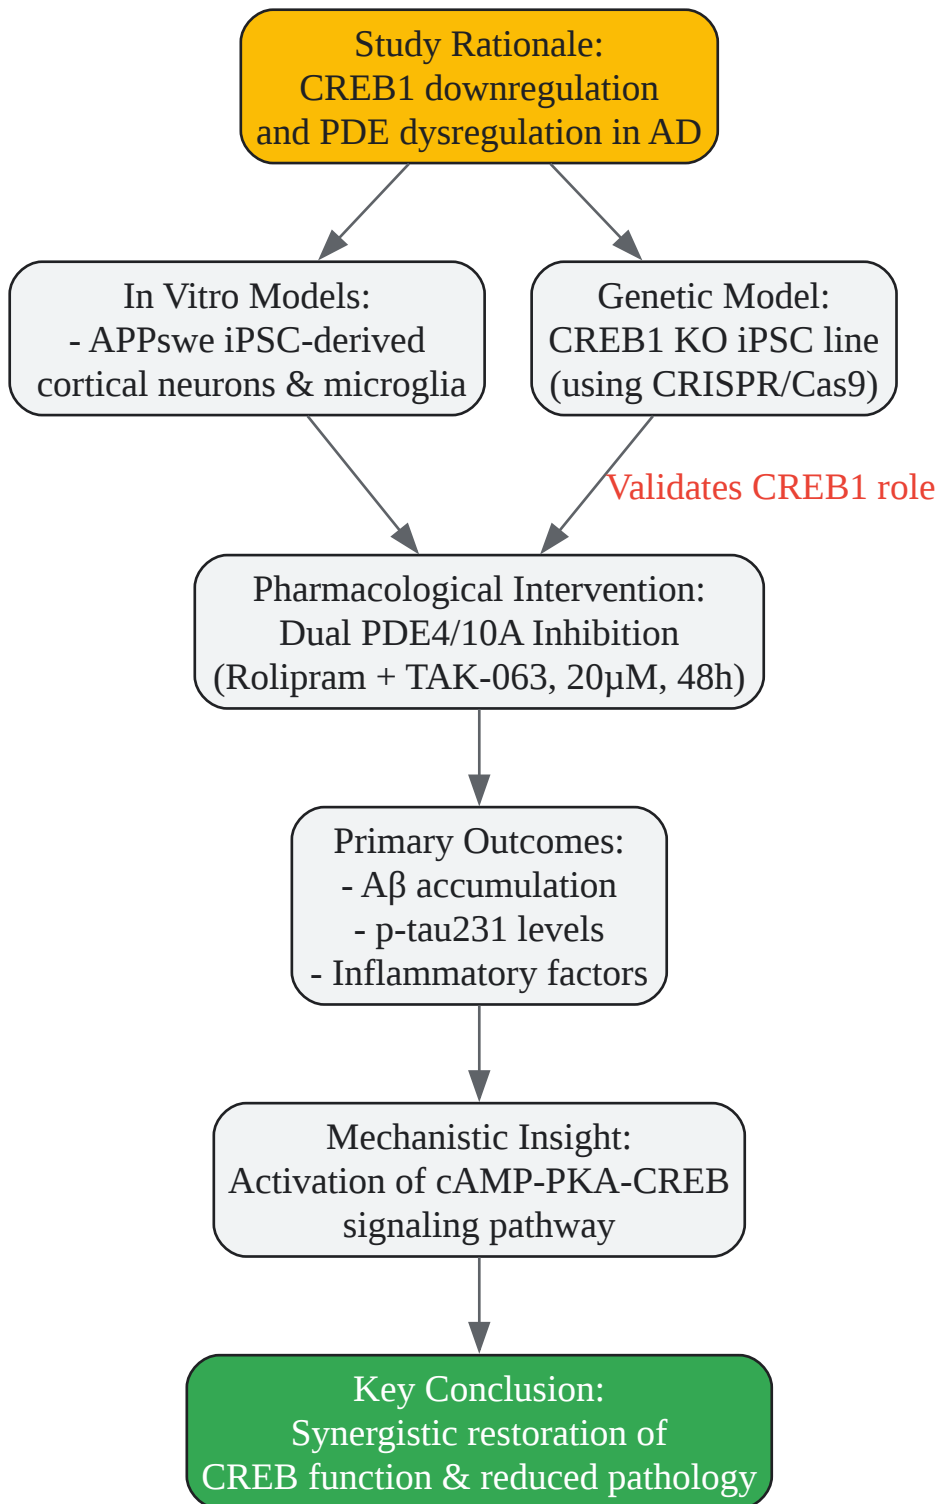 Study Rationale:
CREB1 downregulation
and PDE dysregulation in AD
In Vitro Models:
- APPswe iPSC-derived
cortical neurons & microglia
Genetic Model:
CREB1 KO iPSC line
(using CRISPR/Cas9)
Validates CREB1 role
Pharmacological Intervention:
Dual PDE4/10A Inhibition
(Rolipram + TAK-063, 20µM, 48h)
Primary Outcomes:
- Aβ accumulation
- p-tau231 levels
- Inflammatory factors
Mechanistic Insight:
Activation of cAMP-PKA-CREB
signaling pathway
Key Conclusion:
Synergistic restoration of
CREB function & reduced pathology